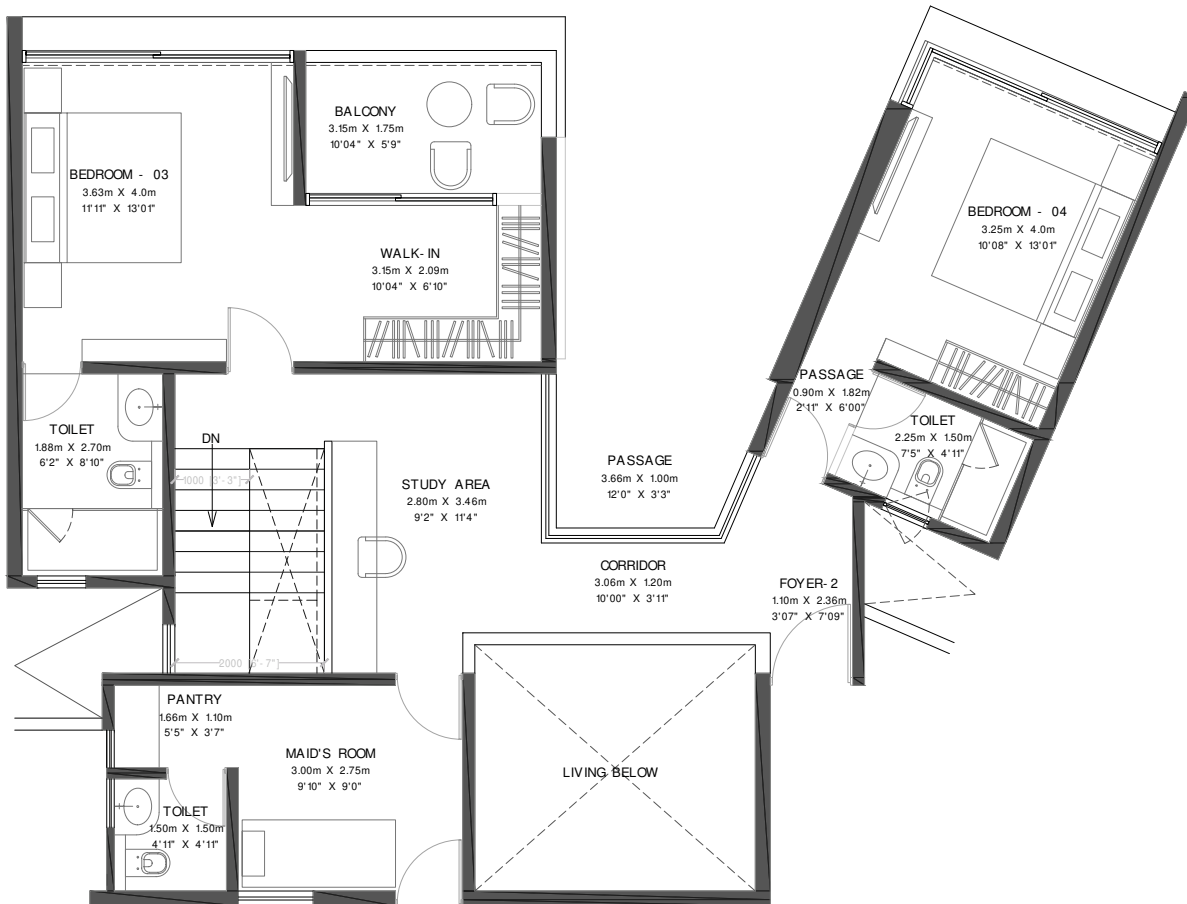 BALCONY
3.15m X 1.75m
10'04" X 5'9"
BEDROOM - 03
3.63m X 4.0m
11'11" X 13'01"
BEDROOM - 04
3.25m X 4.0m
10'08" X 13'01"
WALK-IN
3.15m X 2.09m
10'04" X 6'10"
PASSAGE
0.90m X 1.82m
2'11" X 6'00"
TOILET
2.25m X 1.50m
7'5" X 4'11"
TOILET
1.88m X 2.70m
6'2" X 8'10"
DN
1000 [3'-3"]
STUDY AREA
2.80m X 3.46m
9'2" X 11'4"
PASSAGE
3.66m X 1.00m
12'0" X 3'3"
CORRIDOR
3.06m X 1.20m
10'00" X 3'11"
FOYER-2
1.10m X 2.36m
3'07" X 7'09"
2000 [6'-7"]
PANTRY
1.66m X 1.10m
5'5" X 3'7"
MAID'S ROOM
3.00m X 2.75m
9'10" X 9'0"
LIVING BELOW
TOILET
1.50m X 1.50m
4'11" X 4'11"